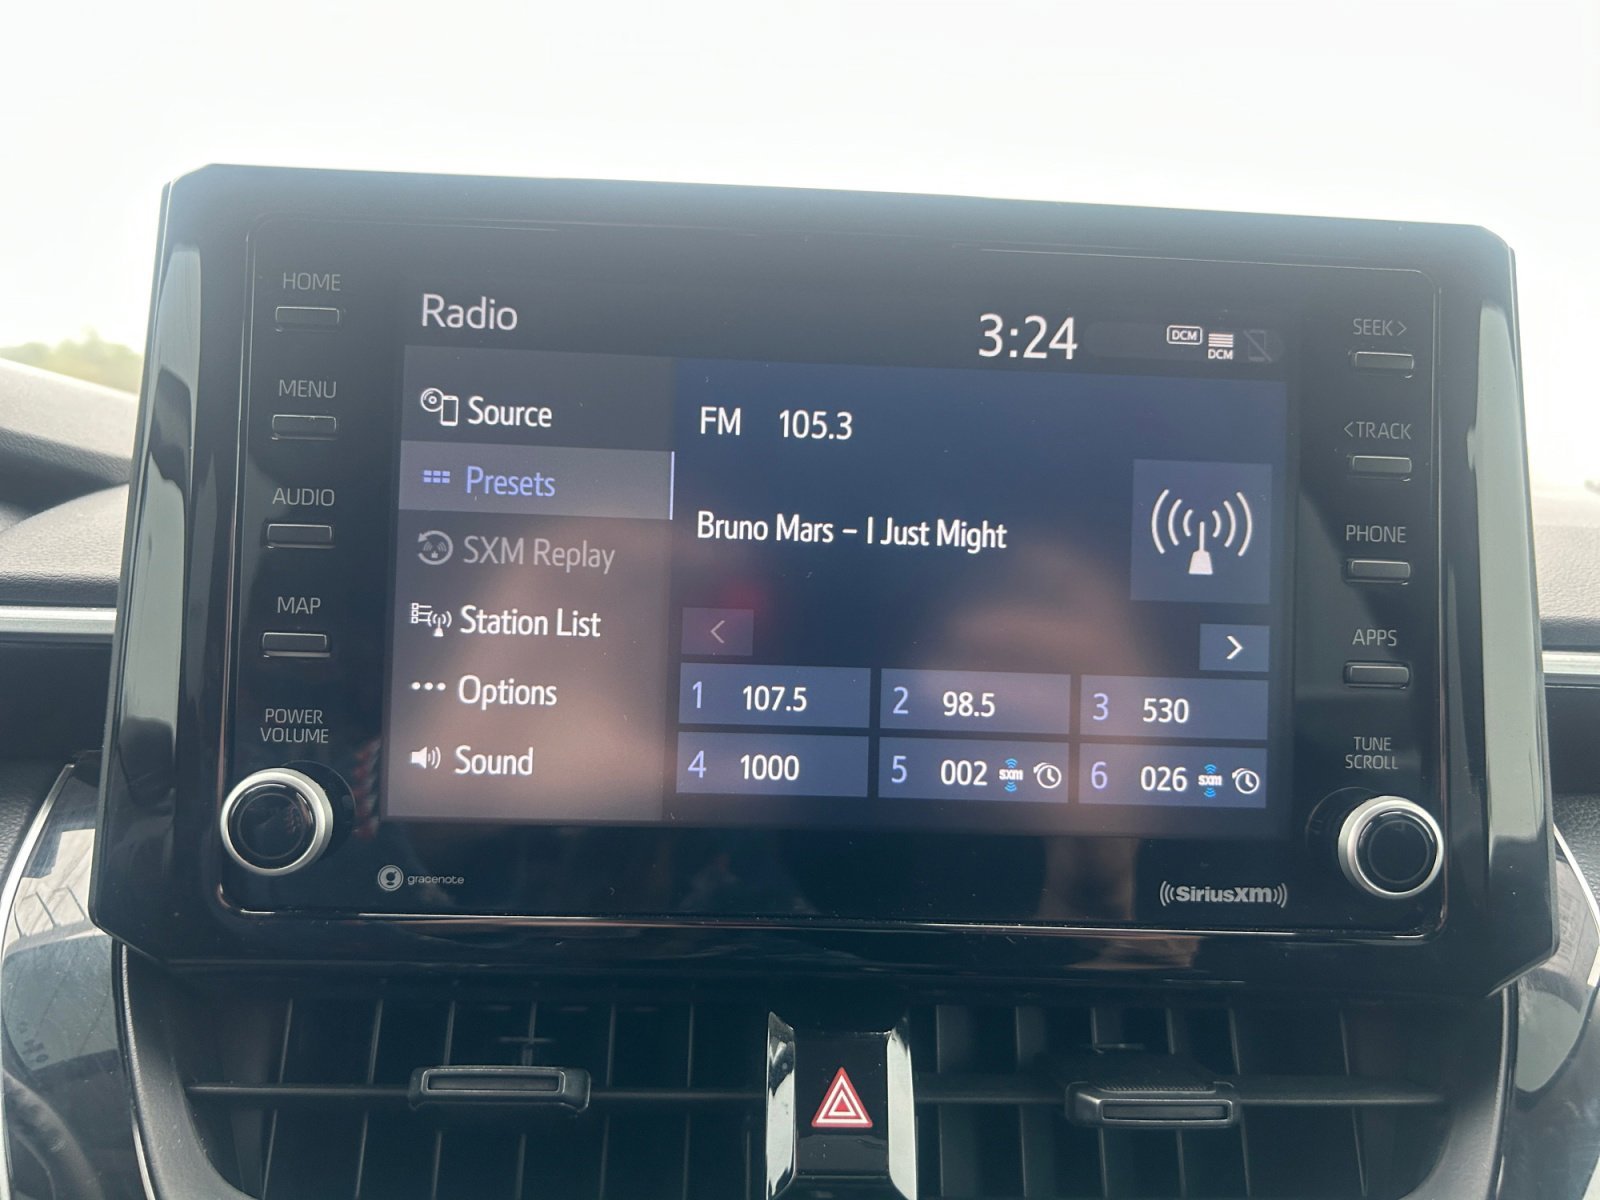 HOME
MENU
AUDIO
MAP
POWER
VOLUME
Radio
3:24
DCM
DCM
Source
Presets
SXM Replay
Station List
Options
Sound
FM 105.3
Bruno Mars – I Just Might
<
>
1 107.5
2 98.5
3 530
4 1000
5 002 sxm
6 026 sxm
SEEK>
<TRACK
PHONE
APPS
TUNE
SCROLL
gracenote
((SiriusXM))